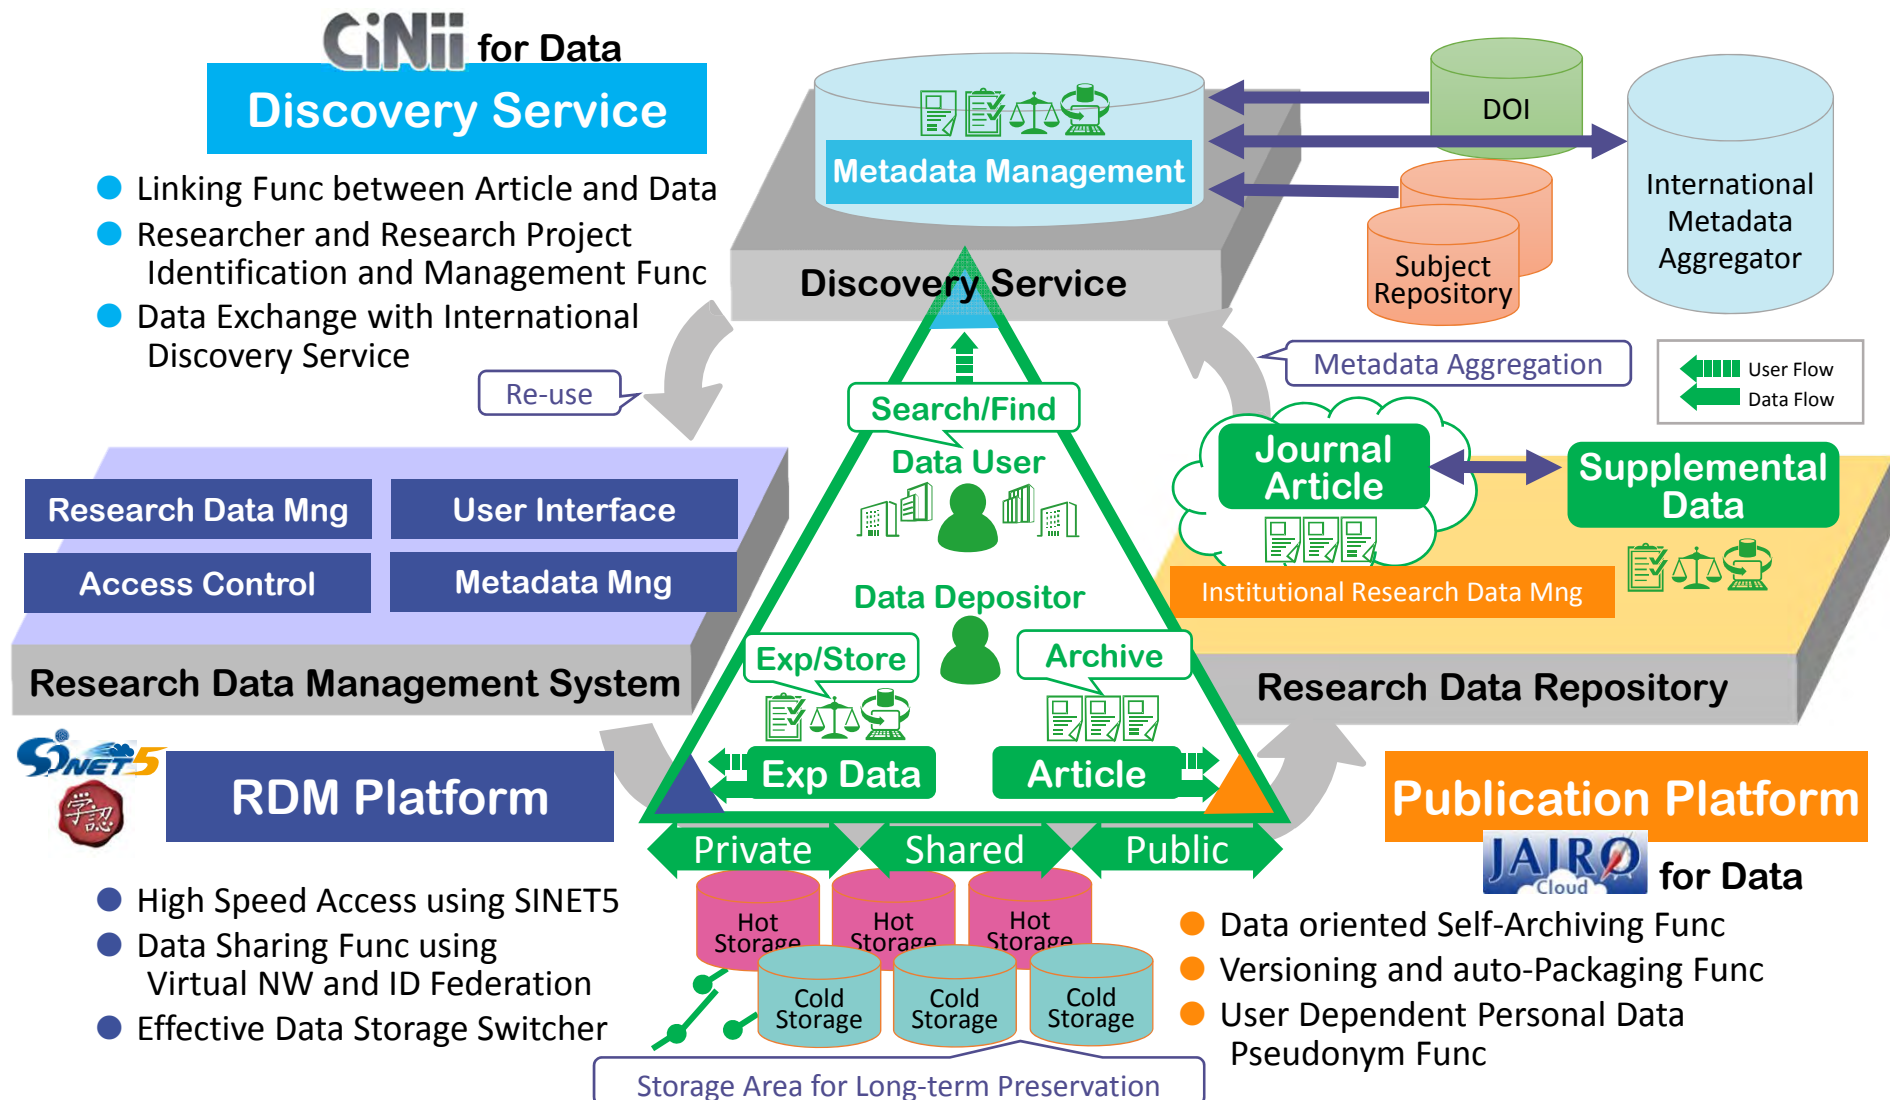 CiNii for Data
Discovery Service
Linking Func between Article and Data
Researcher and Research Project
Identification and Management Func
Data Exchange with International
Discovery Service
Metadata Management
Discovery Service
DOI
Subject
Repository
International
Metadata
Aggregator
Re-use
Metadata Aggregation
User Flow
Data Flow
Search/Find
Data User
Data Depositor
Exp/Store
Archive
Exp Data
Article
Research Data Mng
User Interface
Access Control
Metadata Mng
Research Data Management System
Journal
Article
Supplemental
Data
Institutional Research Data Mng
Research Data Repository
SINET5
学認
RDM Platform
High Speed Access using SINET5
Data Sharing Func using
Virtual NW and ID Federation
Effective Data Storage Switcher
Private
Shared
Public
Hot
Storage
Hot
Storage
Hot
Storage
Cold
Storage
Cold
Storage
Cold
Storage
Storage Area for Long-term Preservation
Publication Platform
JAIRO
Cloud
for Data
Data oriented Self-Archiving Func
Versioning and auto-Packaging Func
User Dependent Personal Data
Pseudonym Func